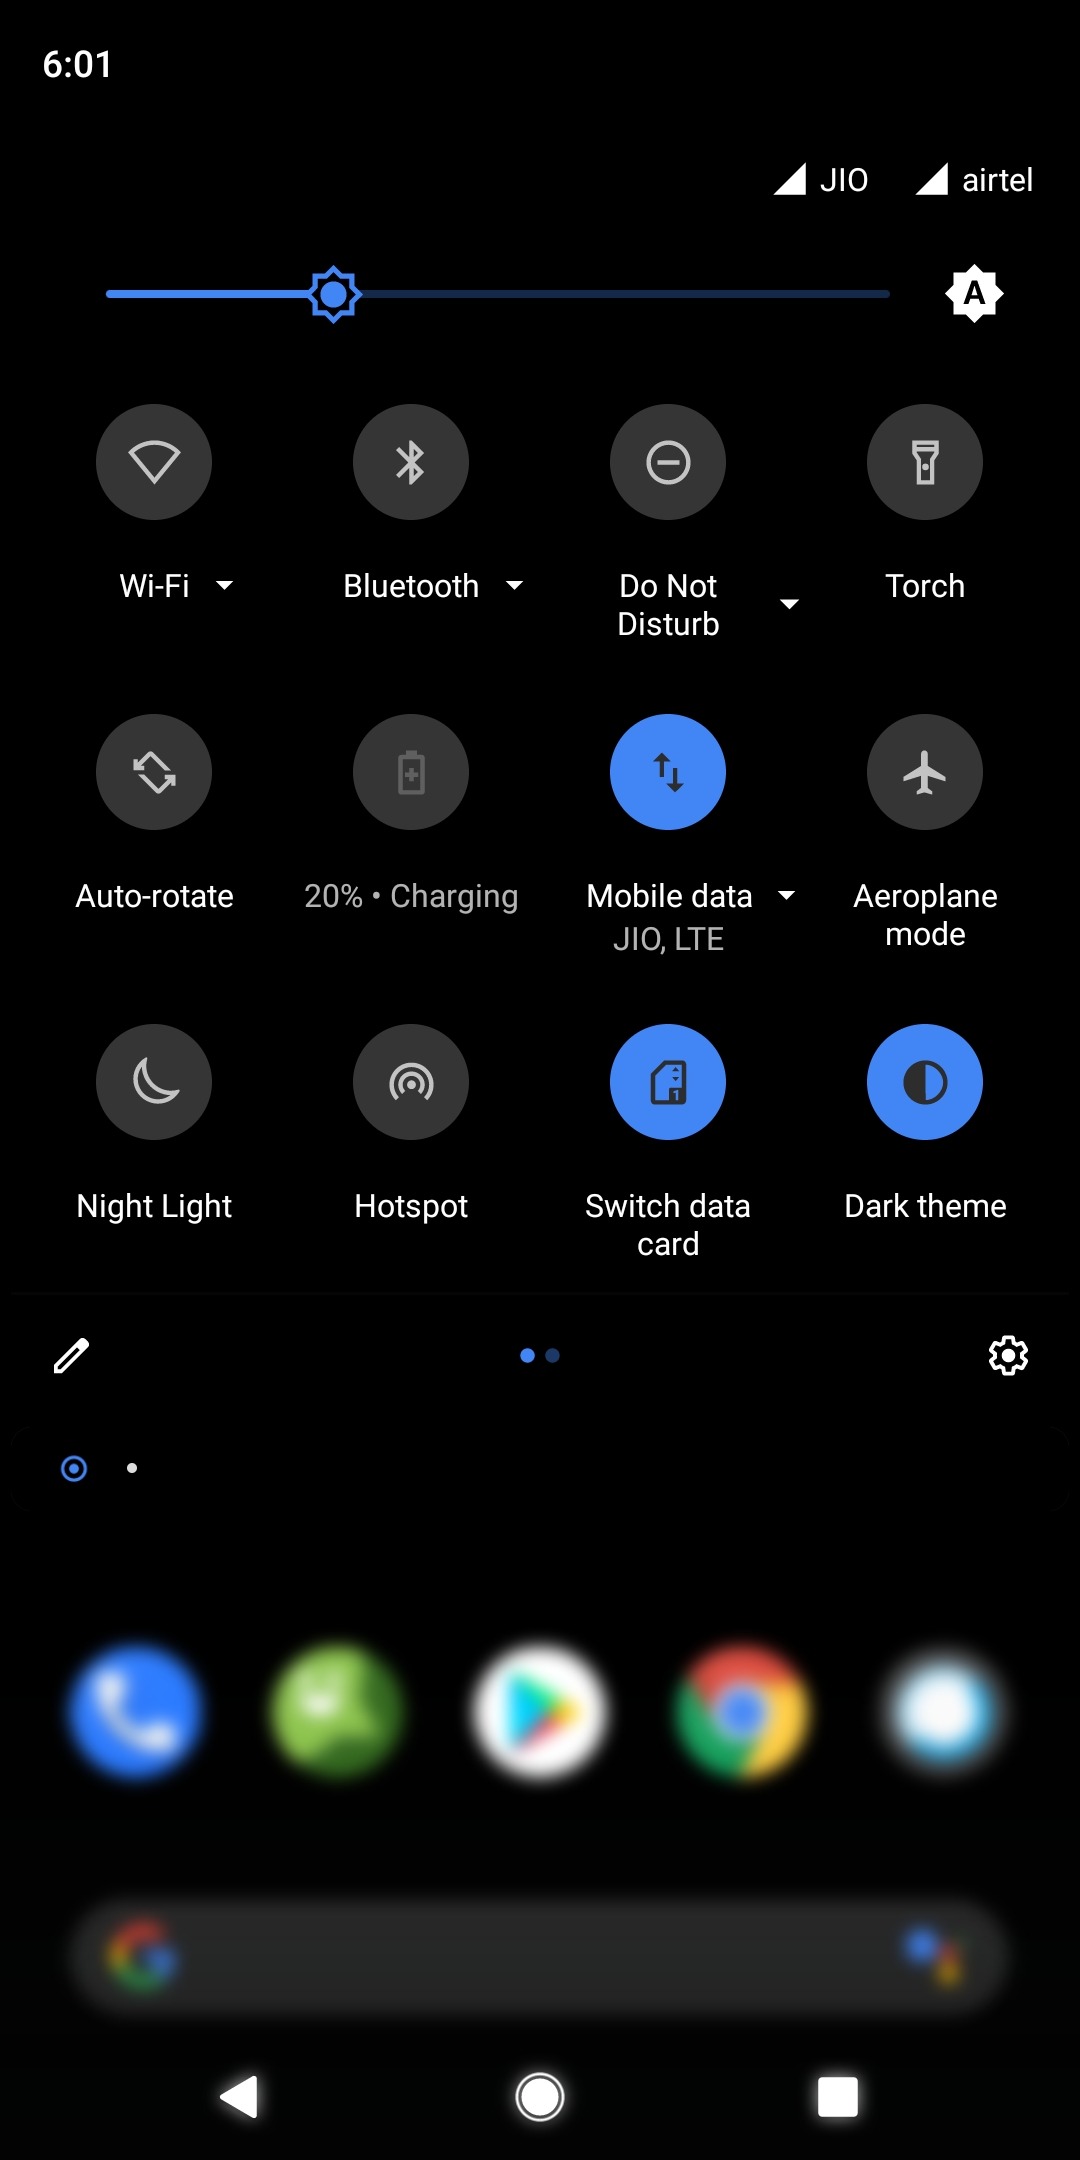 6:01
JIO airtel
A
Wi-Fi Bluetooth Do Not Disturb Torch
Auto-rotate 20% • Charging Mobile data Aeroplane mode
JIO, LTE
1
Night Light Hotspot Switch data card Dark theme